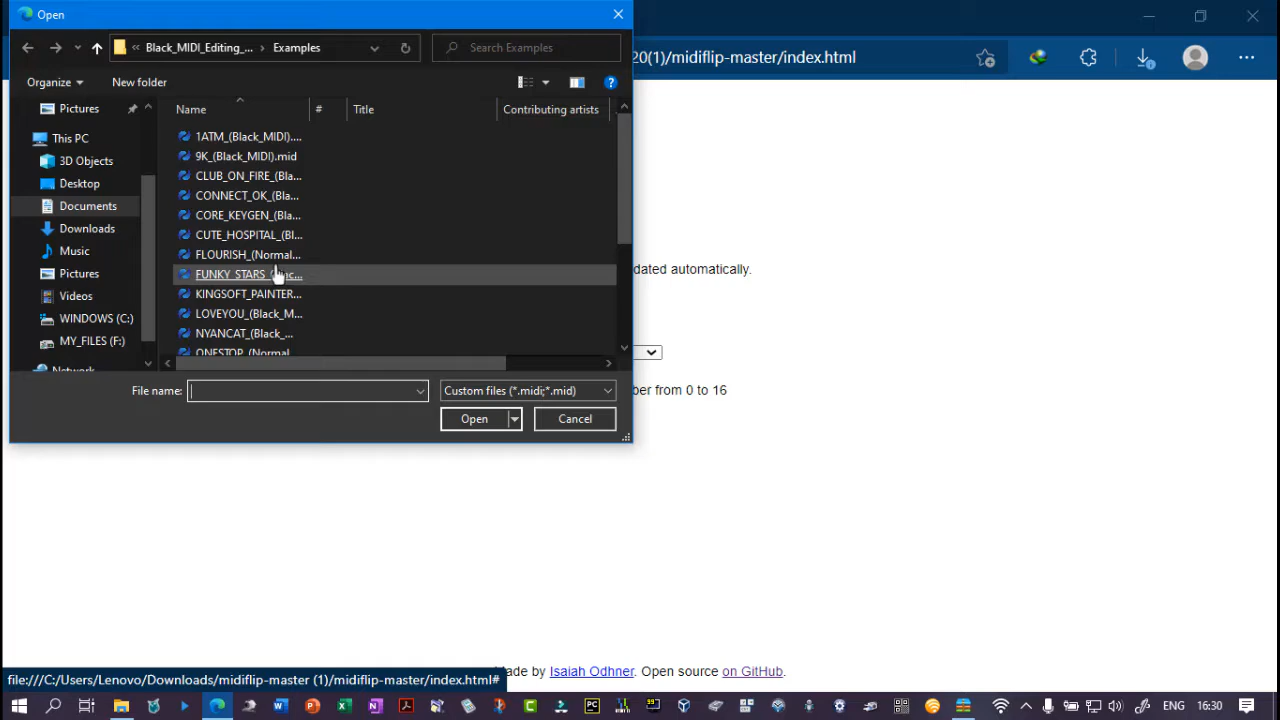 Open
Black_MIDI_Editing_...
Examples
Search Examples
20(1)/midiflip-master/index.html
Organize
New folder
Name
#
Title
Contributing artists
Pictures
This PC
3D Objects
Desktop
Documents
Downloads
Music
Pictures
Videos
WINDOWS (C:)
MY_FILES (F:)
Network
1ATM_(Black_MIDI)....
9K_(Black_MIDI).mid
CLUB_ON_FIRE_(Bla...
CONNECT_OK_(Bla...
CORE_KEYGEN_(Bla...
CUTE_HOSPITAL_(Bl...
FLOURISH_(Normal...
FUNKY_STARS_
KINGSOFT_PAINTER...
LOVEYOU_(Black_M...
NYANCAT_(Black_...
ONESTOP_(Normal
File name:
Custom files (*.midi;*.mid)
Open
Cancel
dated automatically.
ber from 0 to 16
ade by Isaiah Odhner. Open source on GitHub.
file:///C:/Users/Lenovo/Downloads/midiflip-master (1)/midiflip-master/index.html#
ENG
16:30